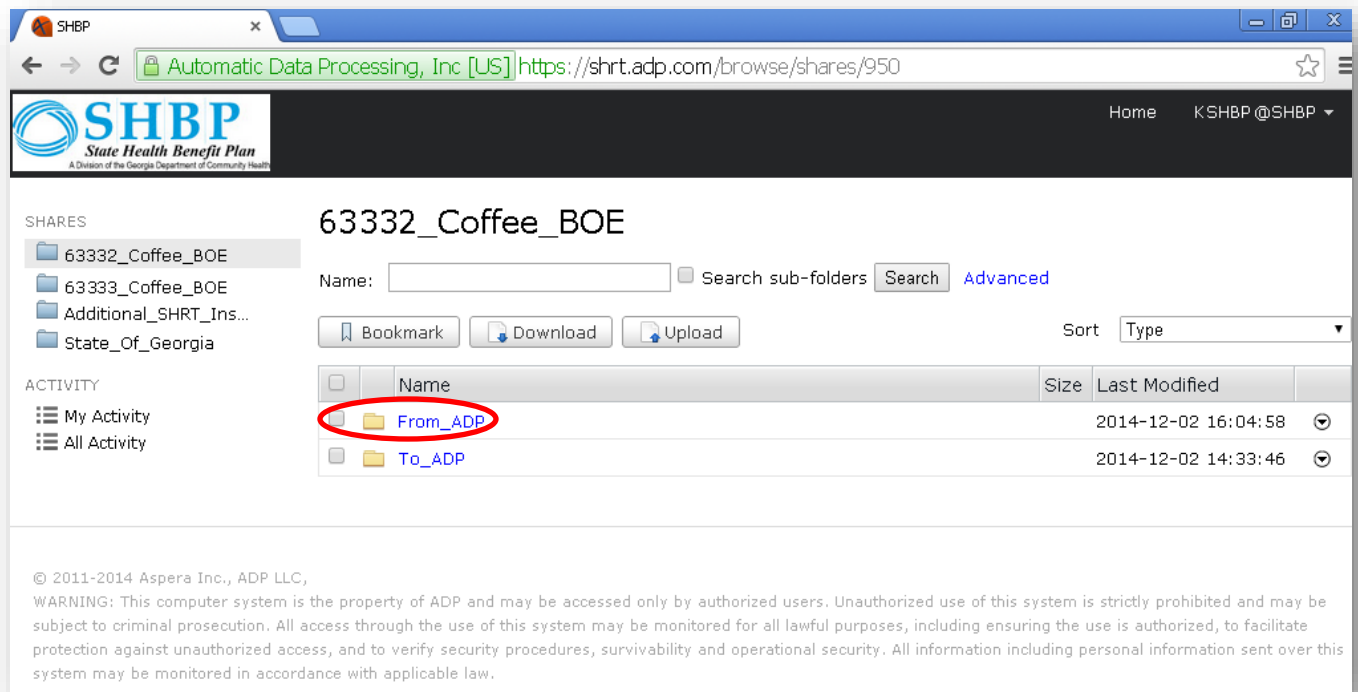 SHBP
Automatic Data Processing, Inc [US] https://shrt.adp.com/browse/shares/950
SHBP
State Health Benefit Plan
A Division of the Georgia Department of Community Health
Home KSHBP@SHBP
SHARES
63332_Coffee_BOE
63333_Coffee_BOE
Additional_SHRT_Ins...
State_Of_Georgia
ACTIVITY
My Activity
All Activity
63332_Coffee_BOE
Name: Search sub-folders Search Advanced
Bookmark Download Upload Sort Type
Name Size Last Modified
From_ADP 2014-12-02 16:04:58
To_ADP 2014-12-02 14:33:46
© 2011-2014 Aspera Inc., ADP LLC,
WARNING: This computer system is the property of ADP and may be accessed only by authorized users. Unauthorized use of this system is strictly prohibited and may be
subject to criminal prosecution. All access through the use of this system may be monitored for all lawful purposes, including ensuring the use is authorized, to facilitate
protection against unauthorized access, and to verify security procedures, survivability and operational security. All information including personal information sent over this
system may be monitored in accordance with applicable law.